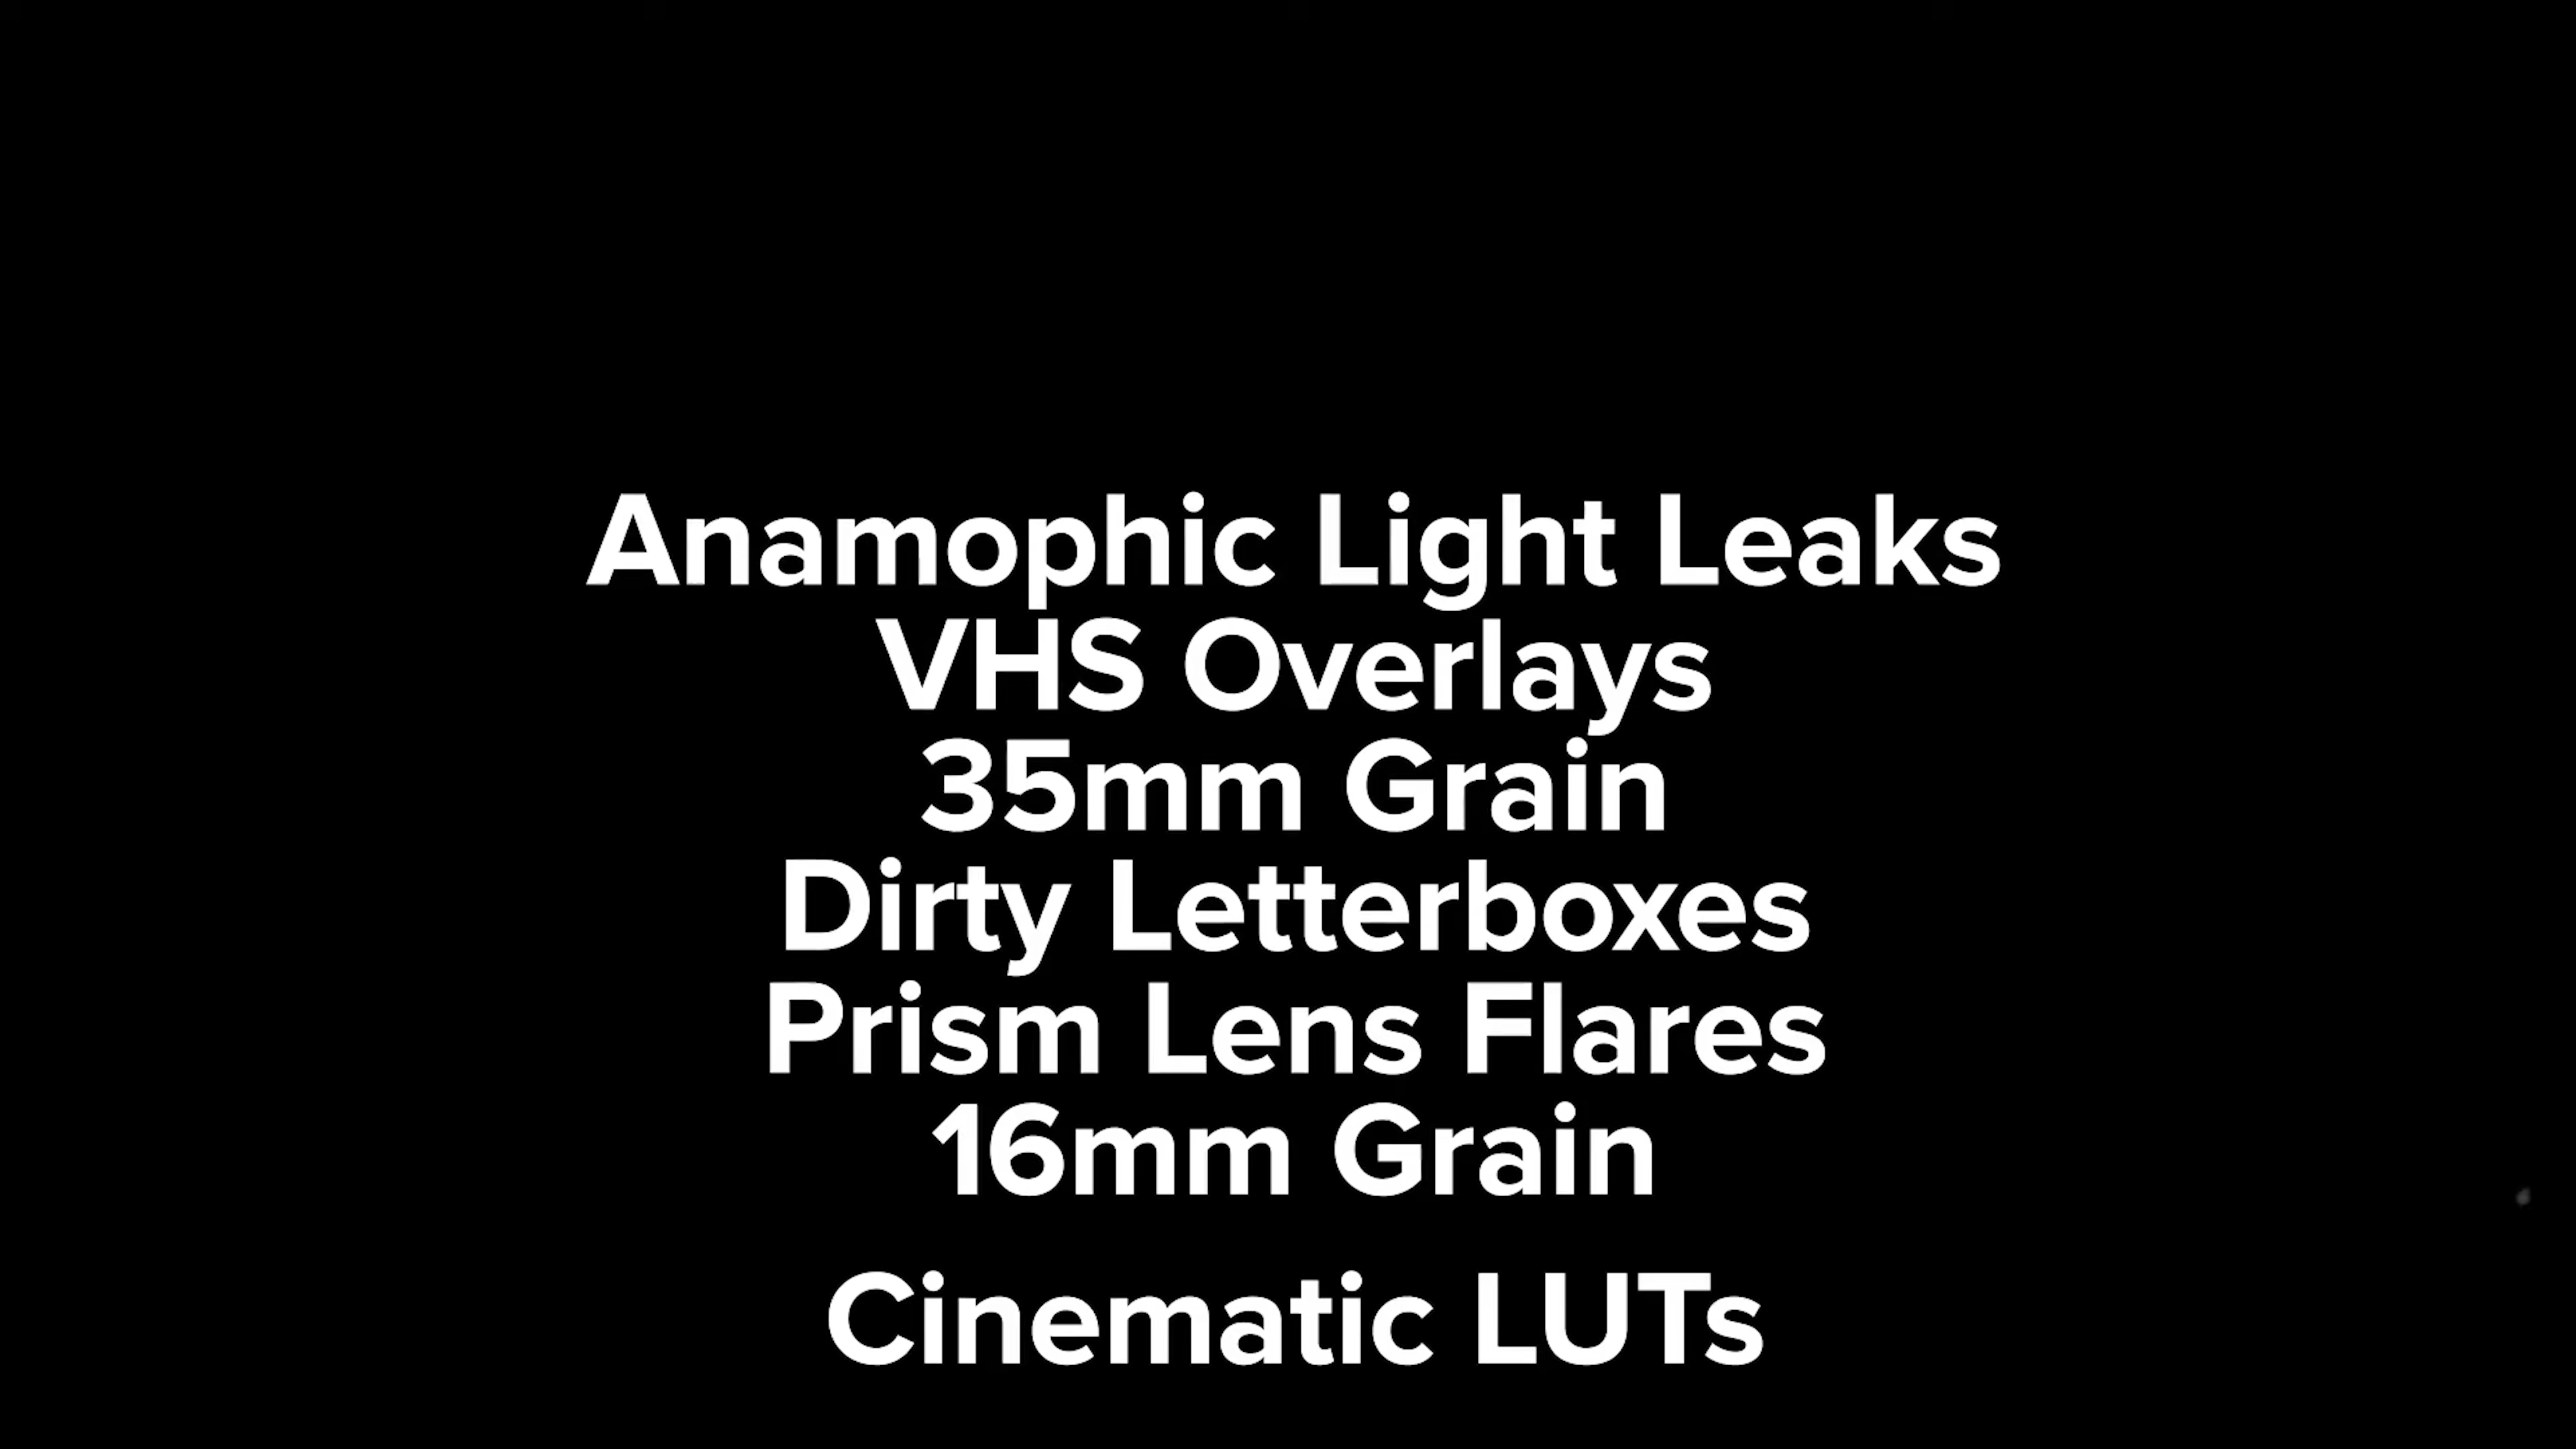 Anamophic Light Leaks
VHS Overlays
35mm Grain
Dirty Letterboxes
Prism Lens Flares
16mm Grain
Cinematic LUTs